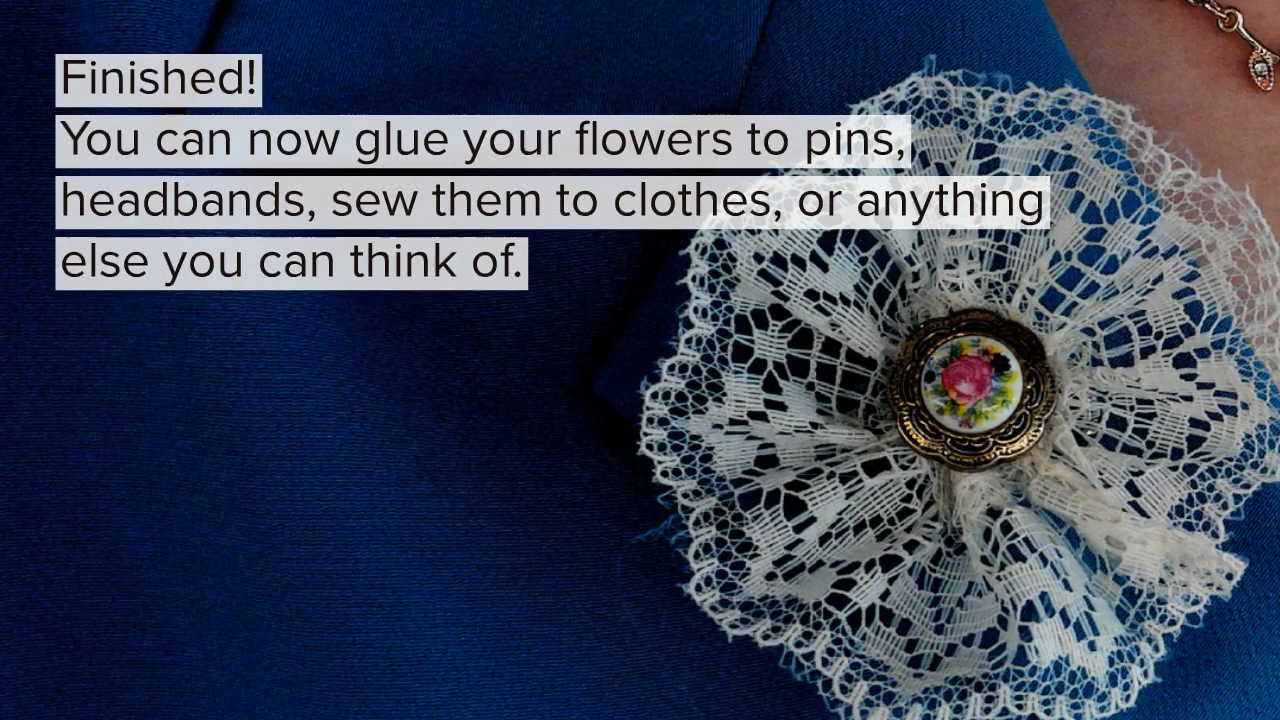 Finished!
You can now glue your flowers to pins,
headbands, sew them to clothes, or anything
else you can think of.